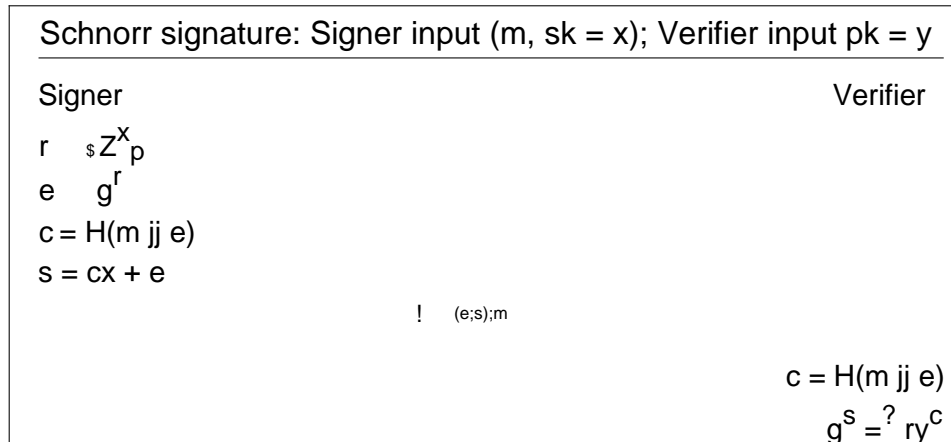 Schnorr signature: Signer input (m, sk = x); Verifier input pk = y
Signer Verifier
r $ Z^x_p
e g^r
c = H(m jj e)
s = cx + e
! (e;s);m
c = H(m jj e)
g^s =^? ry^c